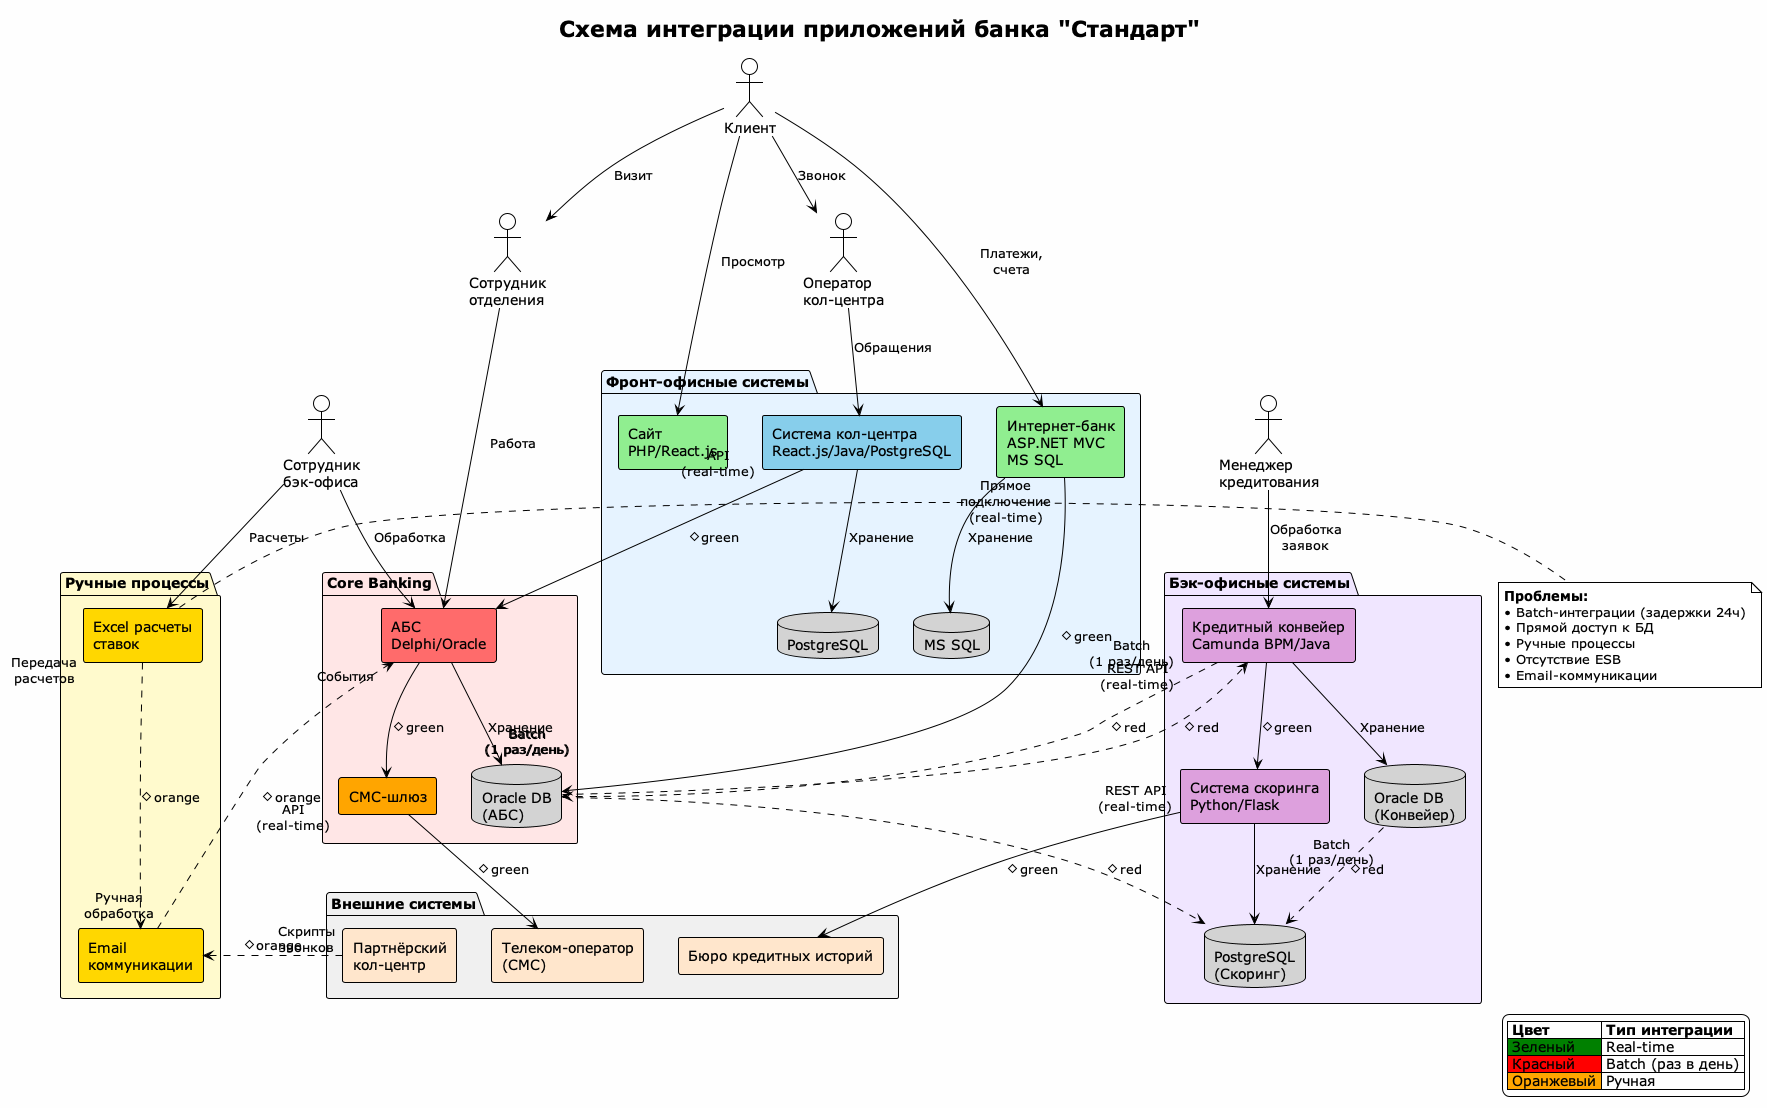 Схема интеграции приложений банка "Стандарт"
Клиент
Визит
Звонок
Просмотр
Платежи,
счета
Сотрудник
отделения
Оператор
кол-центра
Обращения
Работа
Сотрудник
бэк-офиса
Менеджер
кредитования
Расчеты
Обработка
Обработка
заявок
Фронт-офисные системы
Сайт
PHP/React.js
API
(real-time)
Система кол-центра
React.js/Java/PostgreSQL
Интернет-банк
ASP.NET MVC
MS SQL
Прямое
подключение
(real-time)
green
Хранение
Хранение
PostgreSQL
MS SQL
green
Ручные процессы
Excel расчеты
ставок
Передача
расчетов
orange
Ручная
обработка
Email
коммуникации
Core Banking
АБС
Delphi/Oracle
События
green
Хранение
Batch
(1 раз/день)
orange
API
(real-time)
СМС-шлюз
Oracle DB
(АБС)
green
Бэк-офисные системы
Кредитный конвейер
Camunda BPM/Java
Batch
(1 раз/день)
REST API
(real-time)
red
red
green
Хранение
REST API
(real-time)
Система скоринга
Python/Flask
Oracle DB
(Конвейер)
Batch
(1 раз/день)
green
red
Хранение
red
PostgreSQL
(Скоринг)
Внешние системы
Скрипты
звонков
orange
Партнёрский
кол-центр
Телеком-оператор
(СМС)
Бюро кредитных историй
Проблемы:
• Batch-интеграции (задержки 24ч)
• Прямой доступ к БД
• Ручные процессы
• Отсутствие ESB
• Email-коммуникации
Цвет Тип интеграции
Зеленый Real-time
Красный Batch (раз в день)
Оранжевый Ручная